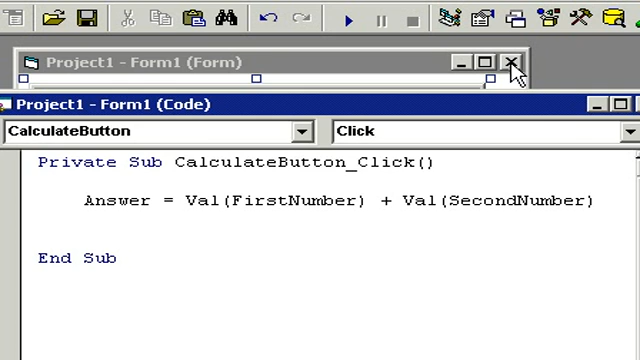 Project1 - Form1 (Form)
Project1 - Form1 (Code)
CalculateButton Click
Private Sub CalculateButton_Click()
Answer = Val(FirstNumber) + Val(SecondNumber)
End Sub